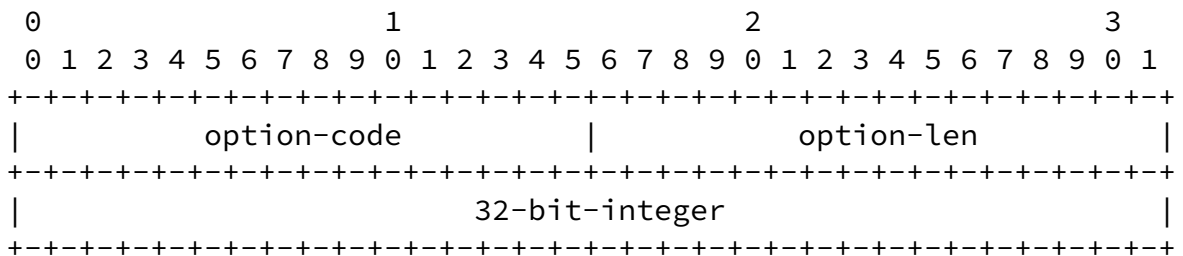 0                   1                   2                   3
 0 1 2 3 4 5 6 7 8 9 0 1 2 3 4 5 6 7 8 9 0 1 2 3 4 5 6 7 8 9 0 1
+-+-+-+-+-+-+-+-+-+-+-+-+-+-+-+-+-+-+-+-+-+-+-+-+-+-+-+-+-+-+-+-+
|          option-code          |           option-len          |
+-+-+-+-+-+-+-+-+-+-+-+-+-+-+-+-+-+-+-+-+-+-+-+-+-+-+-+-+-+-+-+-+
|                         32-bit-integer                        |
+-+-+-+-+-+-+-+-+-+-+-+-+-+-+-+-+-+-+-+-+-+-+-+-+-+-+-+-+-+-+-+-+